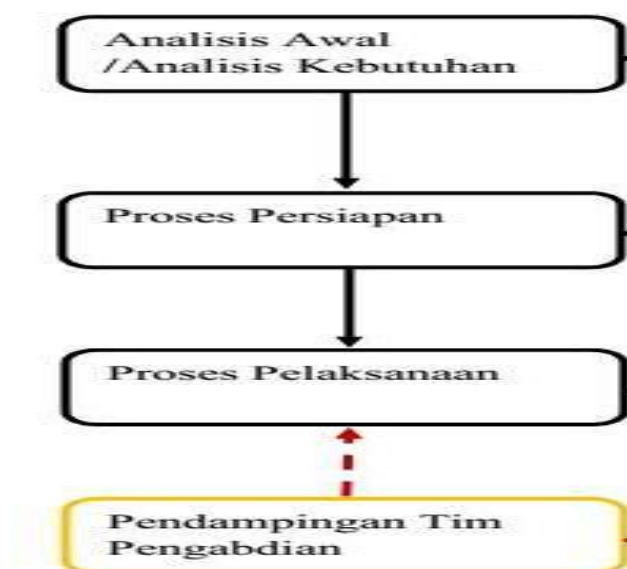 Analisis Awal
/Analisis Kebutuhan
Proses Persiapan
Proses Pelaksanaan
Pendampingan Tim
Pengabdian